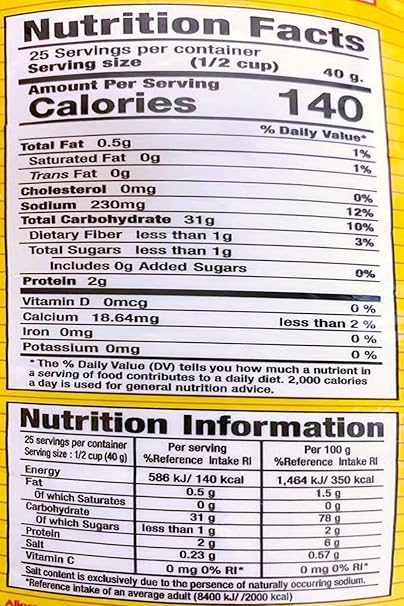 Nutrition Facts
25 Servings per container
Serving size (1/2 cup) 40 g.
Amount Per Serving
Calories 140
% Daily Value*
Total Fat 0.5g 1%
Saturated Fat 0g 1%
Trans Fat 0g
Cholesterol 0mg 0%
Sodium 230mg 12%
Total Carbohydrate 31g 10%
Dietary Fiber less than 1g 3%
Total Sugars less than 1g
Includes 0g Added Sugars 0%
Protein 2g
Vitamin D 0mcg 0 %
Calcium 18.64mg less than 2 %
Iron 0mg 0 %
Potassium 0mg 0 %
* The % Daily Value (DV) tells you how much a nutrient in
a serving of food contributes to a daily diet. 2,000 calories
a day is used for general nutrition advice.
Nutrition Information
25 servings per container Per serving Per 100 g
Serving size : 1/2 cup (40 g) %Reference Intake RI %Reference Intake RI
Energy 586 kJ/ 140 kcal 1,464 kJ/ 350 kcal
Fat 0.5 g 1.5 g
Of which Saturates 0 g 0 g
Carbohydrate 31 g 78 g
Of which Sugars less than 1 g 2 g
Protein 2 g 6 g
Salt 0.23 g 0.57 g
Vitamin C 0 mg 0% RI* 0 mg 0% RI*
Salt content is exclusively due to the persence of naturally occurring sodium.
*Reference intake of an average adult (8400 kJ/ /2000 kcal)